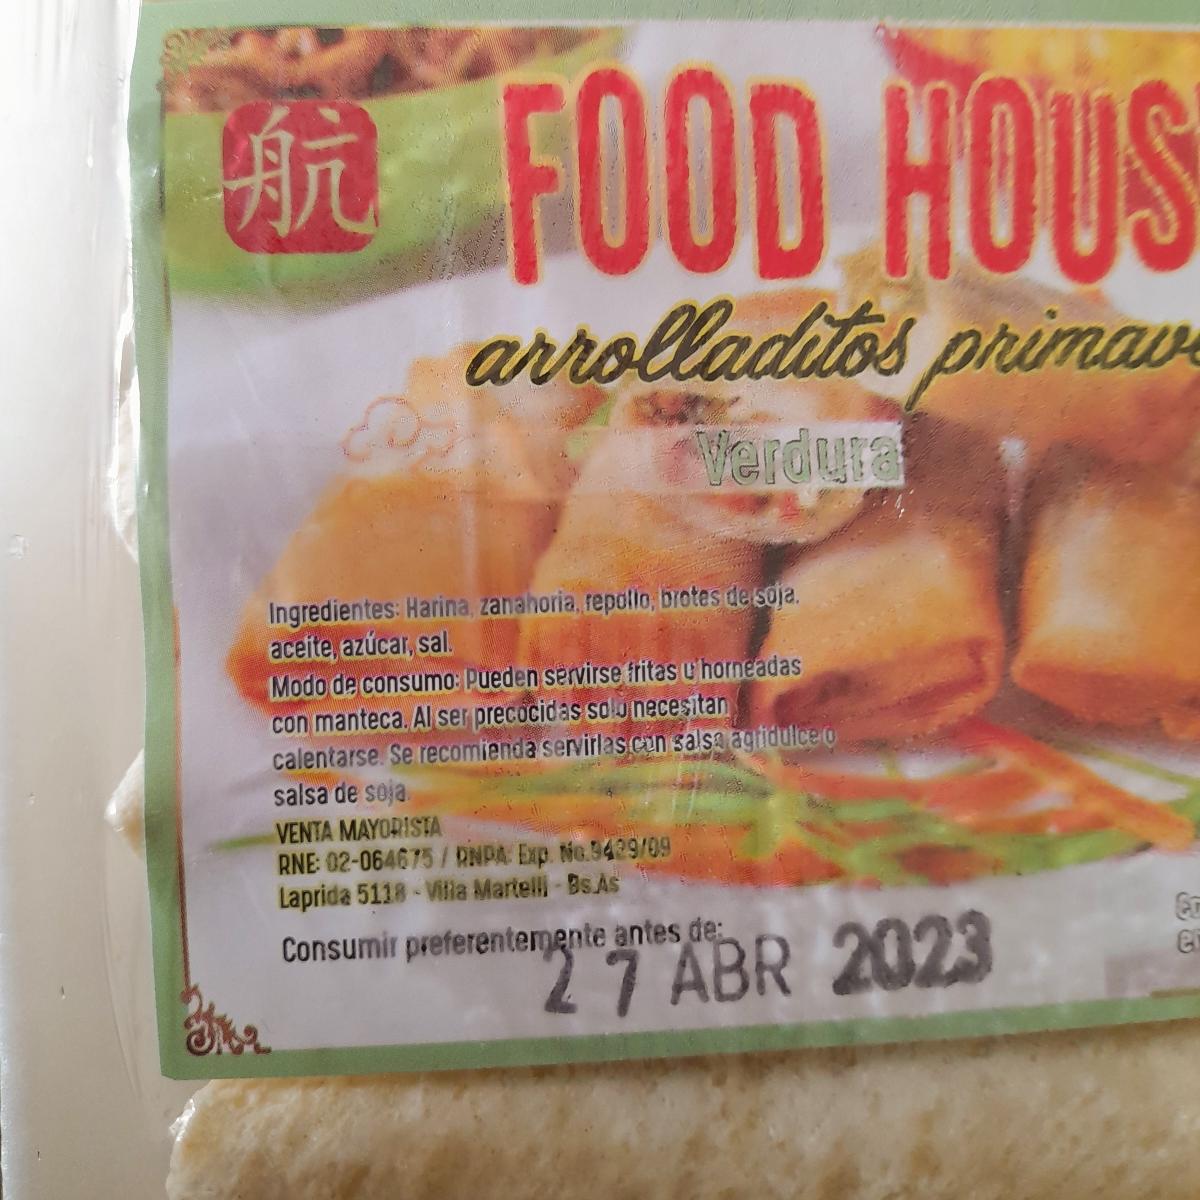 航
FOOD HOUS
arrolladitos primav
Verdura
Ingredientes: Harina, zanahoria, repollo, brotes de soja.
aceite, azúcar, sal.
Modo de consumo: Pueden servirse fritas u horneadas
con manteca. Al ser precocidas solo necesitan
calentarse. Se recomienda servirlas con salsa agridulce o
salsa de soja.
VENTA MAYORISTA
RNE: 02-064675 / RNPA: Exp. No.9429/09
Laprida 5118 - Villa Martelli - Bs.As
Consumir preferentemente antes de:
27 ABR 2023